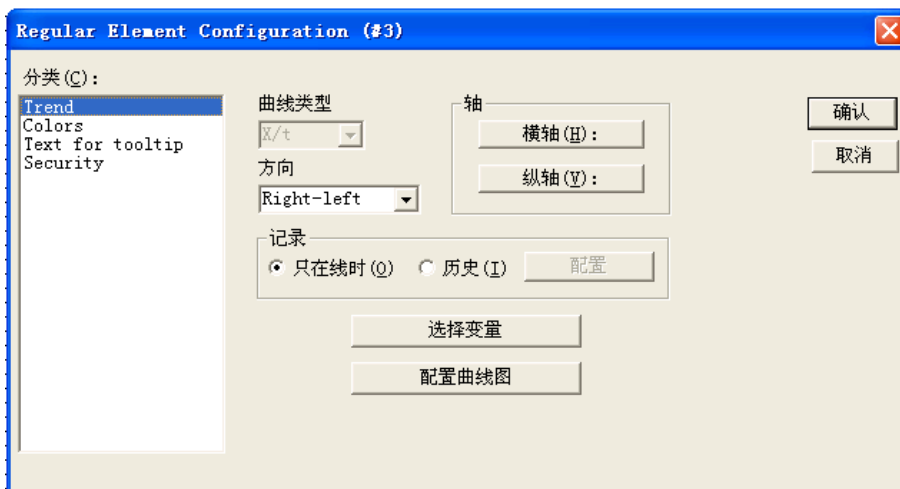 Regular Element Configuration (#3)
分类(C):
Trend
Colors
Text for tooltip
Security
曲线类型
X/t
方向
Right-left
轴
横轴(H):
纵轴(V):
记录
只在线时(O)
历史(I)
配置
选择变量
配置曲线图
确认
取消